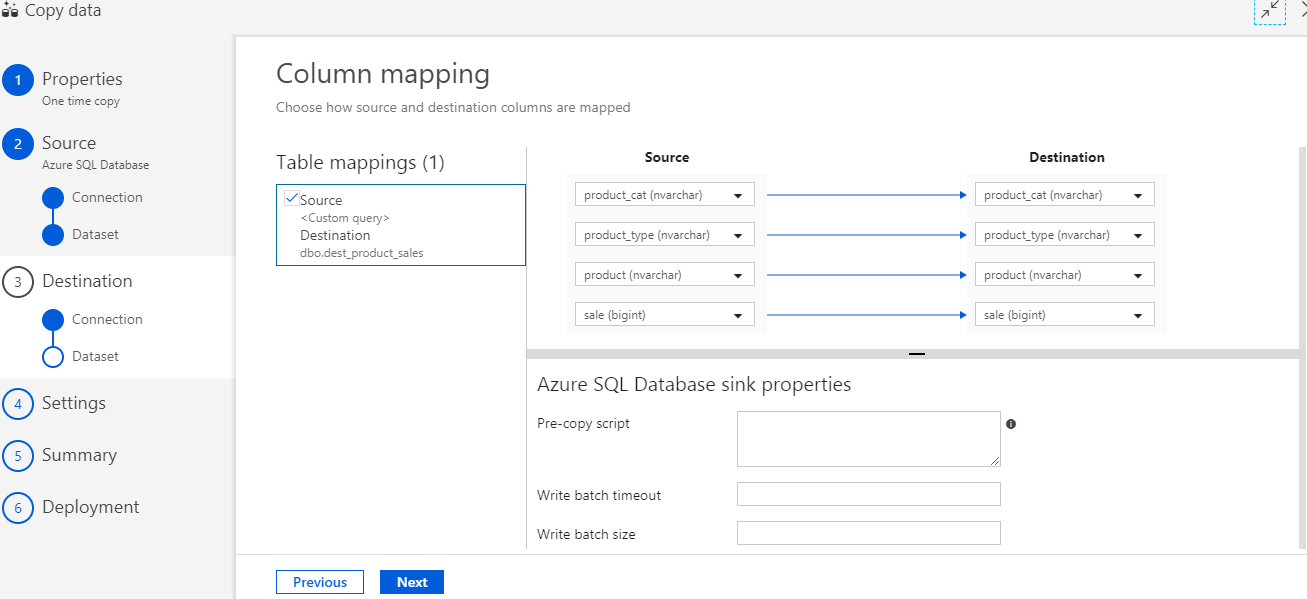 Copy data
1
Properties
One time copy
2
Source
Azure SQL Database
Connection
Dataset
3
Destination
Connection
Dataset
4
Settings
5
Summary
6
Deployment
Column mapping
Choose how source and destination columns are mapped
Table mappings (1)
Source
<Custom query>
Destination
dbo.dest_product_sales
Source
Destination
product_cat (nvarchar)
product_cat (nvarchar)
product_type (nvarchar)
product_type (nvarchar)
product (nvarchar)
product (nvarchar)
sale (bigint)
sale (bigint)
Azure SQL Database sink properties
Pre-copy script
Write batch timeout
Write batch size
Previous
Next